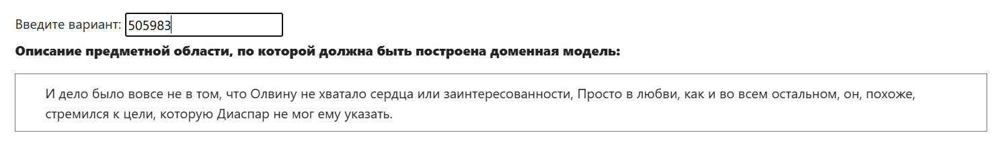 Введите вариант: 505983
Описание предметной области, по которой должна быть построена доменная модель:
И дело было вовсе не в том, что Олвину не хватало сердца или заинтересованности, Просто в любви, как и во всем остальном, он, похоже,
стремился к цели, которую Диаспар не мог ему указать.